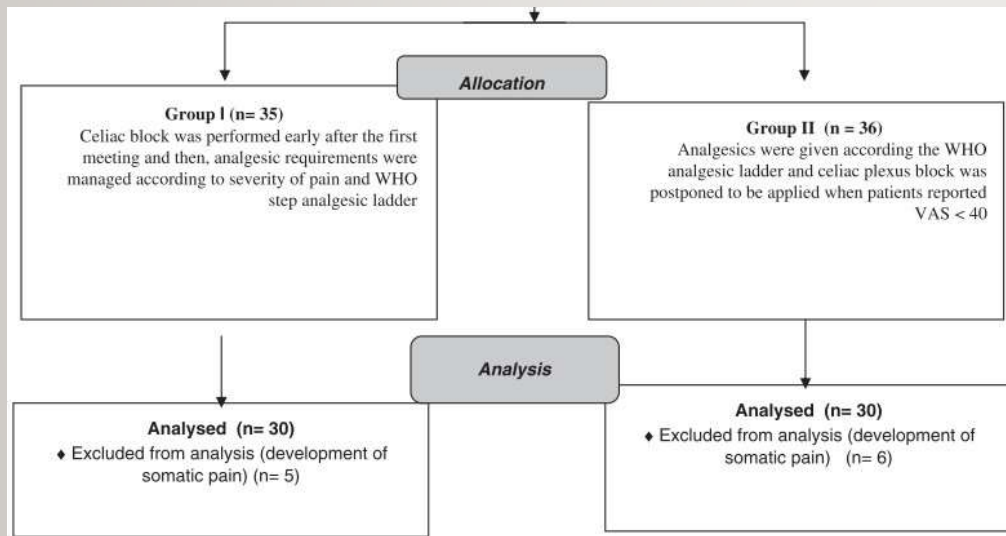 Allocation
Group I (n= 35)
Celiac block was performed early after the first
meeting and then, analgesic requirements were
managed according to severity of pain and WHO
step analgesic ladder
Group II (n = 36)
Analgesics were given according the WHO
analgesic ladder and celiac plexus block was
postponed to be applied when patients reported
VAS < 40
Analysis
Analysed (n= 30)
♦ Excluded from analysis (development of
somatic pain) (n= 5)
Analysed (n= 30)
♦ Excluded from analysis (development of
somatic pain) (n= 6)